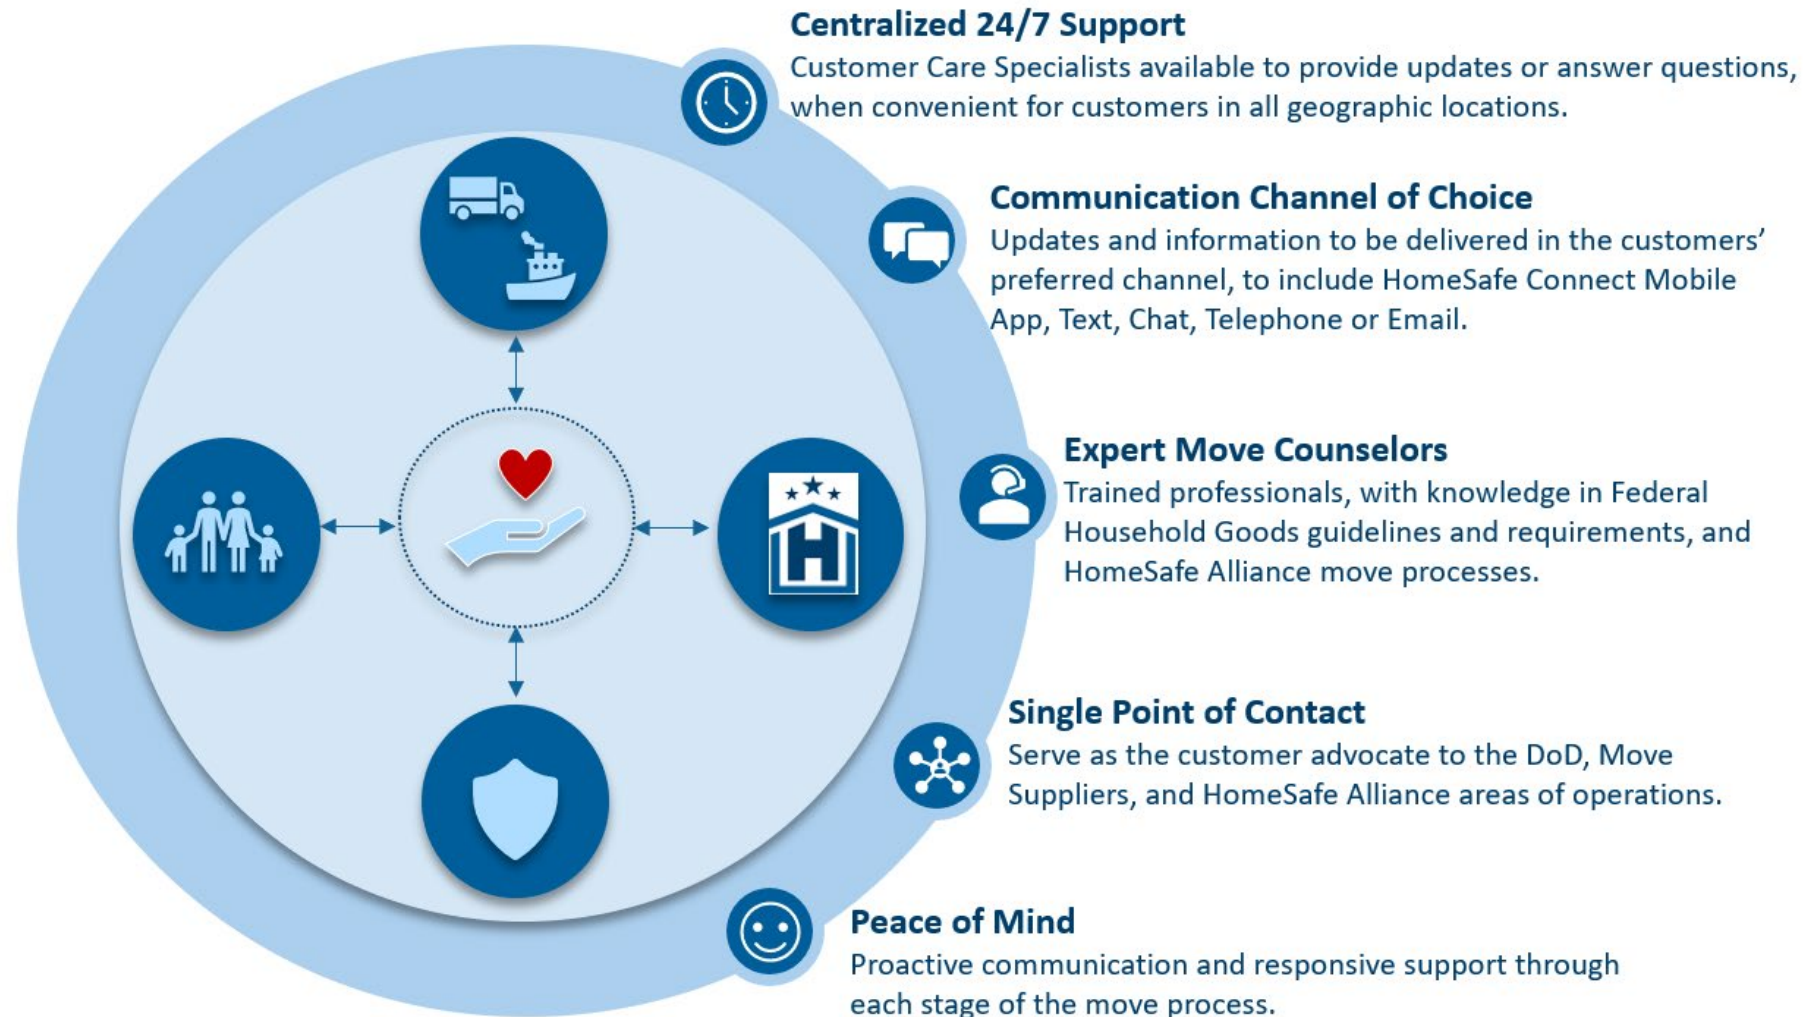 Centralized 24/7 Support
Customer Care Specialists available to provide updates or answer questions,
when convenient for customers in all geographic locations.
Communication Channel of Choice
Updates and information to be delivered in the customers’
preferred channel, to include HomeSafe Connect Mobile
App, Text, Chat, Telephone or Email.
Expert Move Counselors
Trained professionals, with knowledge in Federal
Household Goods guidelines and requirements, and
HomeSafe Alliance move processes.
H
Single Point of Contact
Serve as the customer advocate to the DoD, Move
Suppliers, and HomeSafe Alliance areas of operations.
Peace of Mind
Proactive communication and responsive support through
each stage of the move process.